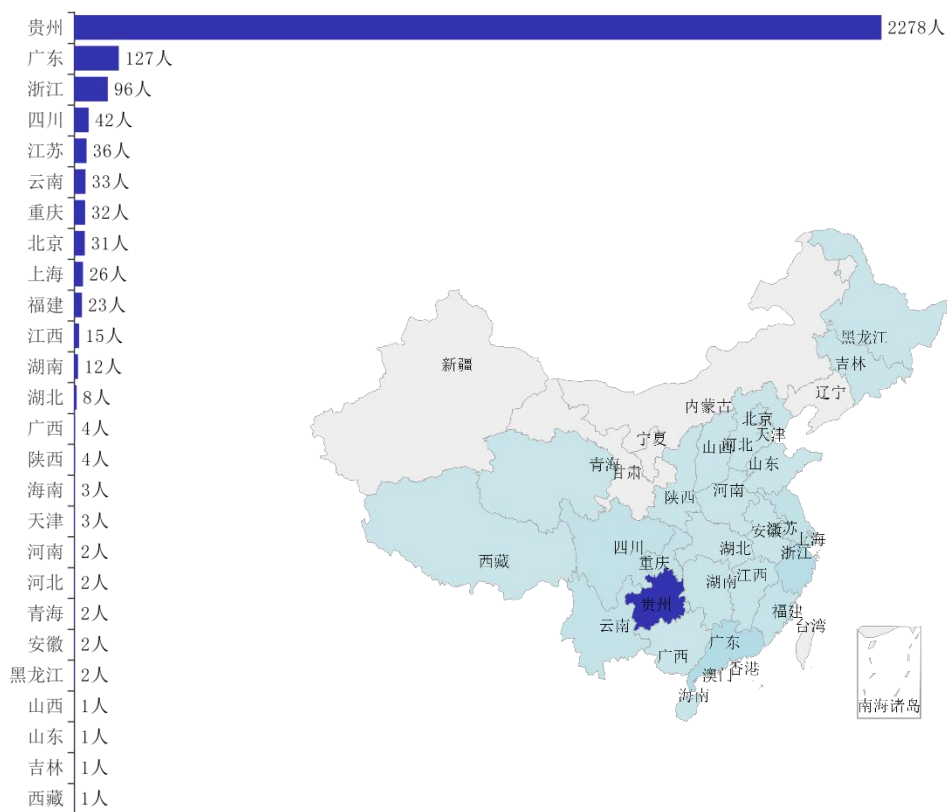 贵州 2278人
广东 127人
浙江 96人
四川 42人
江苏 36人
云南 33人
重庆 32人
北京 31人
上海 26人
福建 23人
江西 15人
湖南 12人
湖北 8人
广西 4人
陕西 4人
海南 3人
天津 3人
河南 2人
河北 2人
青海 2人
安徽 2人
黑龙江 2人
山西 1人
山东 1人
吉林 1人
西藏 1人
黑龙江
吉林
新疆
辽宁
内蒙古
北京
天津
宁夏
山西
河北
青海
甘肃
山东
陕西
河南
安徽
江苏
上海
四川
湖北
浙江
西藏
重庆
湖南
江西
贵州
福建
云南
台湾
广东
广西
香港
澳门
海南
南海诸岛